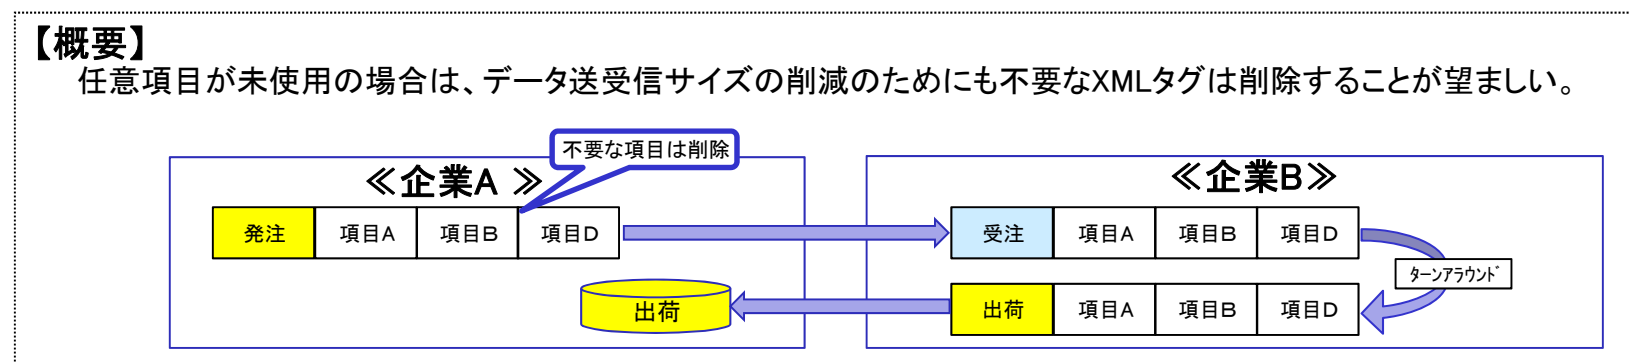 【概要】
任意項目が未使用の場合は、データ送受信サイズの削減のためにも不要なXMLタグは削除することが望ましい。
不要な項目は削除
≪企業A ≫
≪企業B≫
発注 項目A 項目B 項目D
受注 項目A 項目B 項目D
ﾀｰﾝｱﾗｳﾝﾄﾞ
出荷
出荷 項目A 項目B 項目D